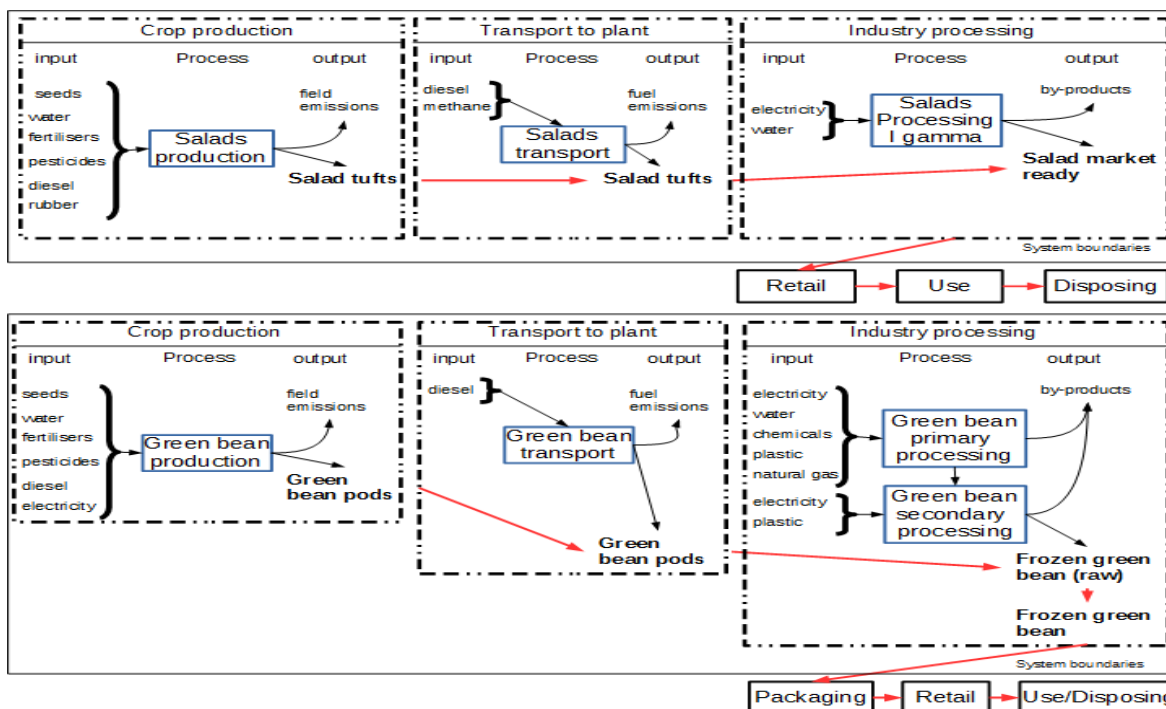 Crop production
input Process output
seeds
water
fertilisers
pesticides
diesel
rubber
Salads
production
field
emissions
Salad tufts
Transport to plant
input Process output
diesel
methane
Salads
transport
fuel
emissions
Salad tufts
Industry processing
input Process output
electricity
water
Salads
Processing
I gamma
by-products
Salad market
ready
System boundaries
Retail
Use
Disposing
Crop production
input Process output
seeds
water
fertilisers
pesticides
diesel
electricity
Green bean
production
field
emissions
Green
bean pods
Transport to plant
input Process output
diesel
Green bean
transport
fuel
emissions
Green
bean pods
Industry processing
input Process output
electricity
water
chemicals
plastic
natural gas
electricity
plastic
Green bean
primary
processing
Green bean
secondary
processing
by-products
Frozen green
bean (raw)
Frozen green
bean
System boundaries
Packaging
Retail
Use/Disposing